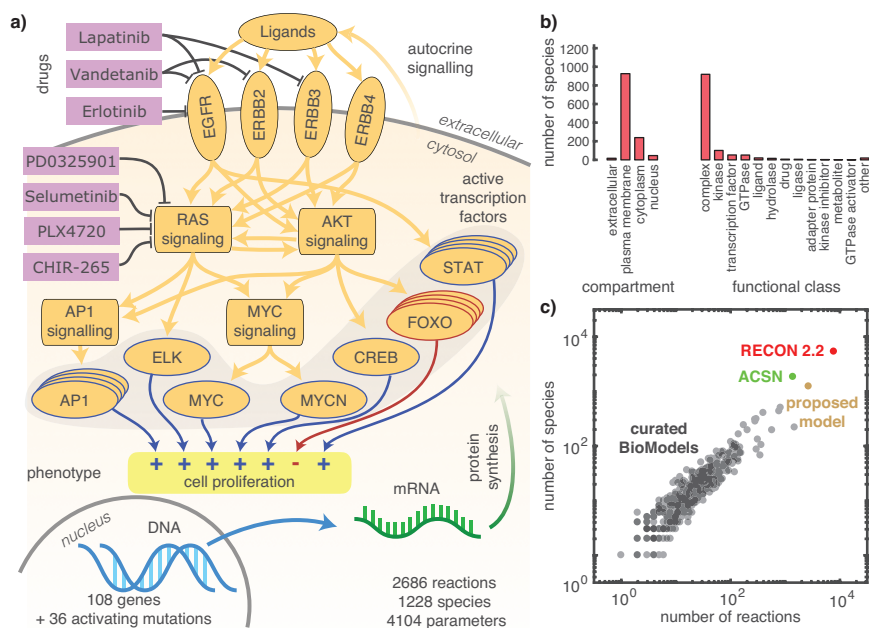 a)
drugs
Lapatinib
Vandetanib
Erlotinib
Ligands
autocrine
signalling
EGFR
ERBB2
ERBB3
ERBB4
extracellular
cytosol
PD0325901
Selumetinib
PLX4720
CHIR-265
RAS
signaling
AKT
signaling
active
transcription
factors
STAT
AP1
signalling
MYC
signaling
FOXO
ELK
CREB
AP1
MYC
MYCN
phenotype
+ + + + + - +
cell proliferation
protein
synthesis
mRNA
nucleus
DNA
108 genes
+ 36 activating mutations
2686 reactions
1228 species
4104 parameters
b)
number of species
1200
1000
800
600
400
200
0
extracellular
plasma membrane
cytoplasm
nucleus
compartment
complex
kinase
transcription factor
GTPase
ligand
hydrolase
drug
ligase
adapter protein
kinase inhibitor
metabolite
GTPase activator
other
functional class
c)
number of species
10⁴
10²
10⁰
RECON 2.2
ACSN
proposed
model
curated
BioModels
10⁰ 10² 10⁴
number of reactions